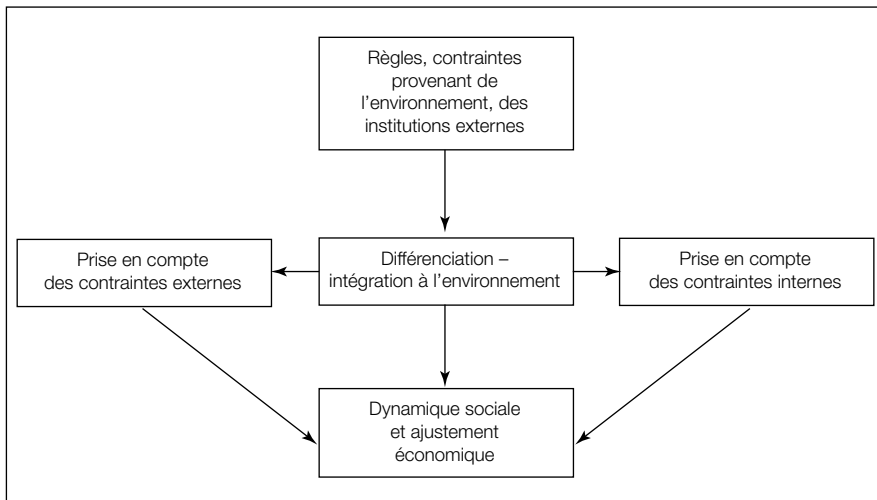 Règles, contraintes
provenant de
l’environnement, des
institutions externes
Prise en compte
des contraintes externes
Différenciation –
intégration à l’environnement
Prise en compte
des contraintes internes
Dynamique sociale
et ajustement
économique